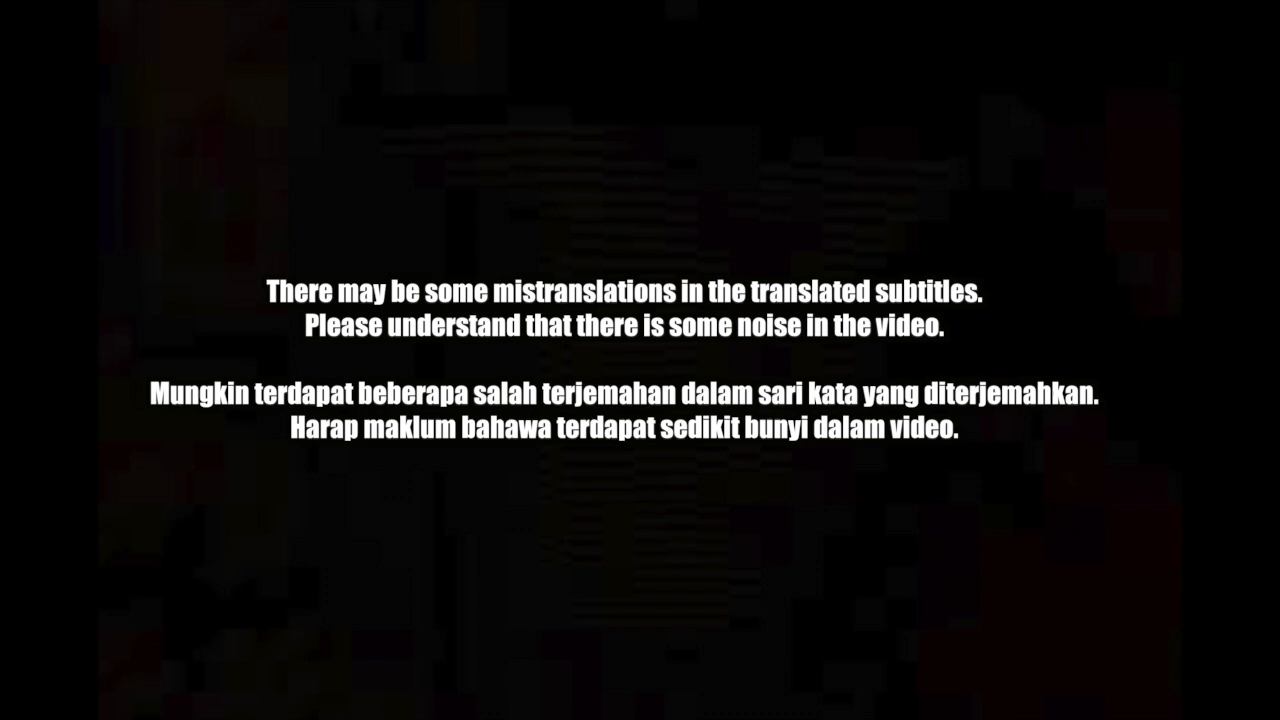 There may be some mistranslations in the translated subtitles.
Please understand that there is some noise in the video.
Mungkin terdapat beberapa salah terjemahan dalam sari kata yang diterjemahkan.
Harap maklum bahawa terdapat sedikit bunyi dalam video.